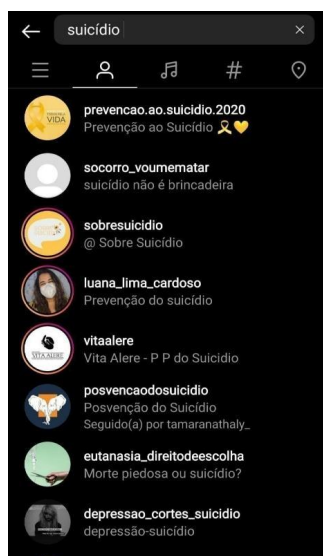 suicídio
prevencao.ao.suicidio.2020
Prevenção ao Suicídio 🎗️💛
socorro_voumematar
suicídio não é brincadeira
sobresuicidio
@ Sobre Suicídio
luana_lima_cardoso
Prevenção do suicídio
VITA ALERE
vitaalere
Vita Alere - P P do Suicidio
posvencaodosuicidio
Posvenção do Suicídio
Seguido(a) por tamaranathaly_
eutanasia_direitodeescolha
Morte piedosa ou suicídio?
depressao_cortes_suicidio
depressão-suicídio